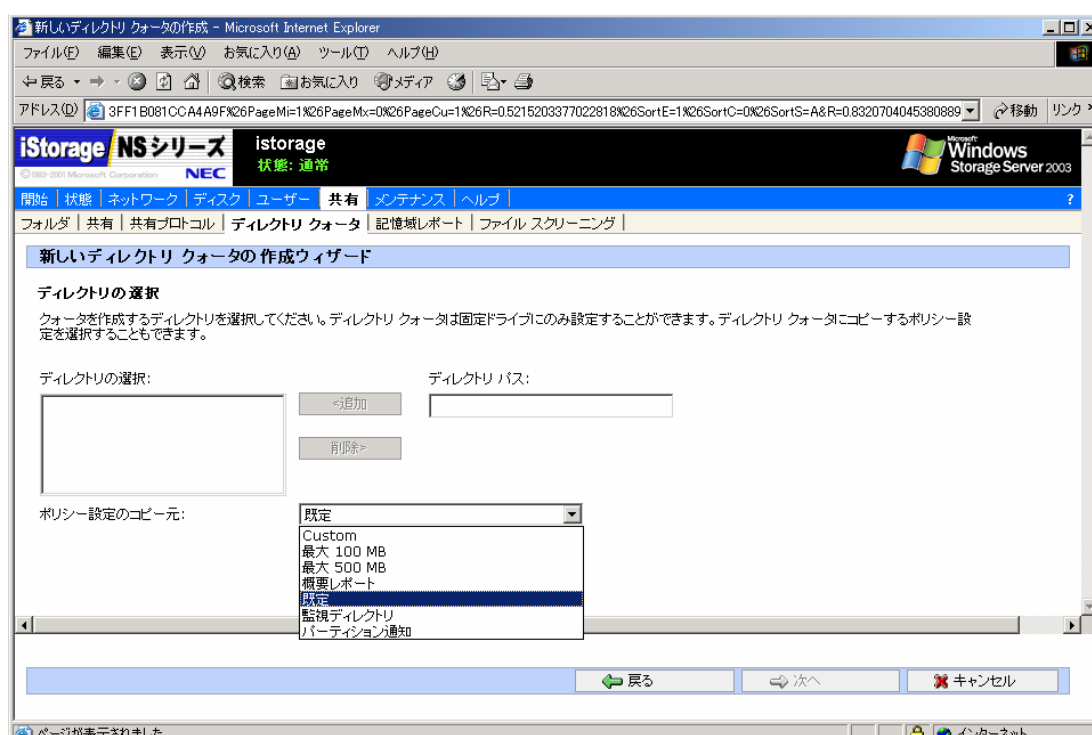 新しいディレクトリ クォータの作成 - Microsoft Internet Explorer
ファイル(F) 編集(E) 表示(V) お気に入り(A) ツール(T) ヘルプ(H)
戻る 検索 お気に入り メディア
アドレス(D) 3FF1B081CCA4A9F%26PageMi=1%26PageMx=0%26PageCu=1%26R=0.5215203377022818%26SortE=1%26SortC=0%26SortS=A&R=0.8320704045380889 移動 リンク »
iStorage NSシリーズ istorage
状態: 通常
©1983-2001 Microsoft Corporation NEC
Microsoft Windows Storage Server 2003
開始 状態 ネットワーク ディスク ユーザー 共有 メンテナンス ヘルプ ?
フォルダ 共有 共有プロトコル ディレクトリ クォータ 記憶域レポート ファイル スクリーニング
新しいディレクトリ クォータの作成ウィザード
ディレクトリの選択
クォータを作成するディレクトリを選択してください。ディレクトリ クォータは固定ドライブにのみ設定することができます。ディレクトリ クォータにコピーするポリシー設
定を選択することもできます。
ディレクトリの選択: ディレクトリ パス:
<追加
削除>
ポリシー設定のコピー元: 既定
Custom
最大 100 MB
最大 500 MB
概要レポート
既定
監視ディレクトリ
パーティション通知
戻る 次へ キャンセル
ページが表示されました インターネット